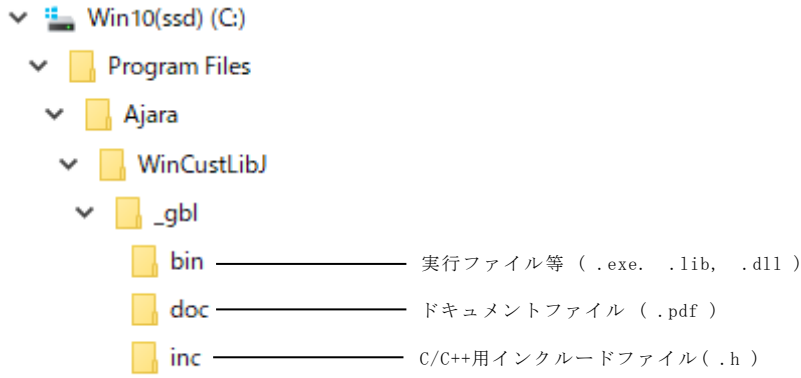 Win10(ssd) (C:)
Program Files
Ajara
WinCustLibJ
_gbl
bin 実行ファイル等 ( .exe. .lib, .dll )
doc ドキュメントファイル ( .pdf )
inc C/C++用インクルードファイル( .h )